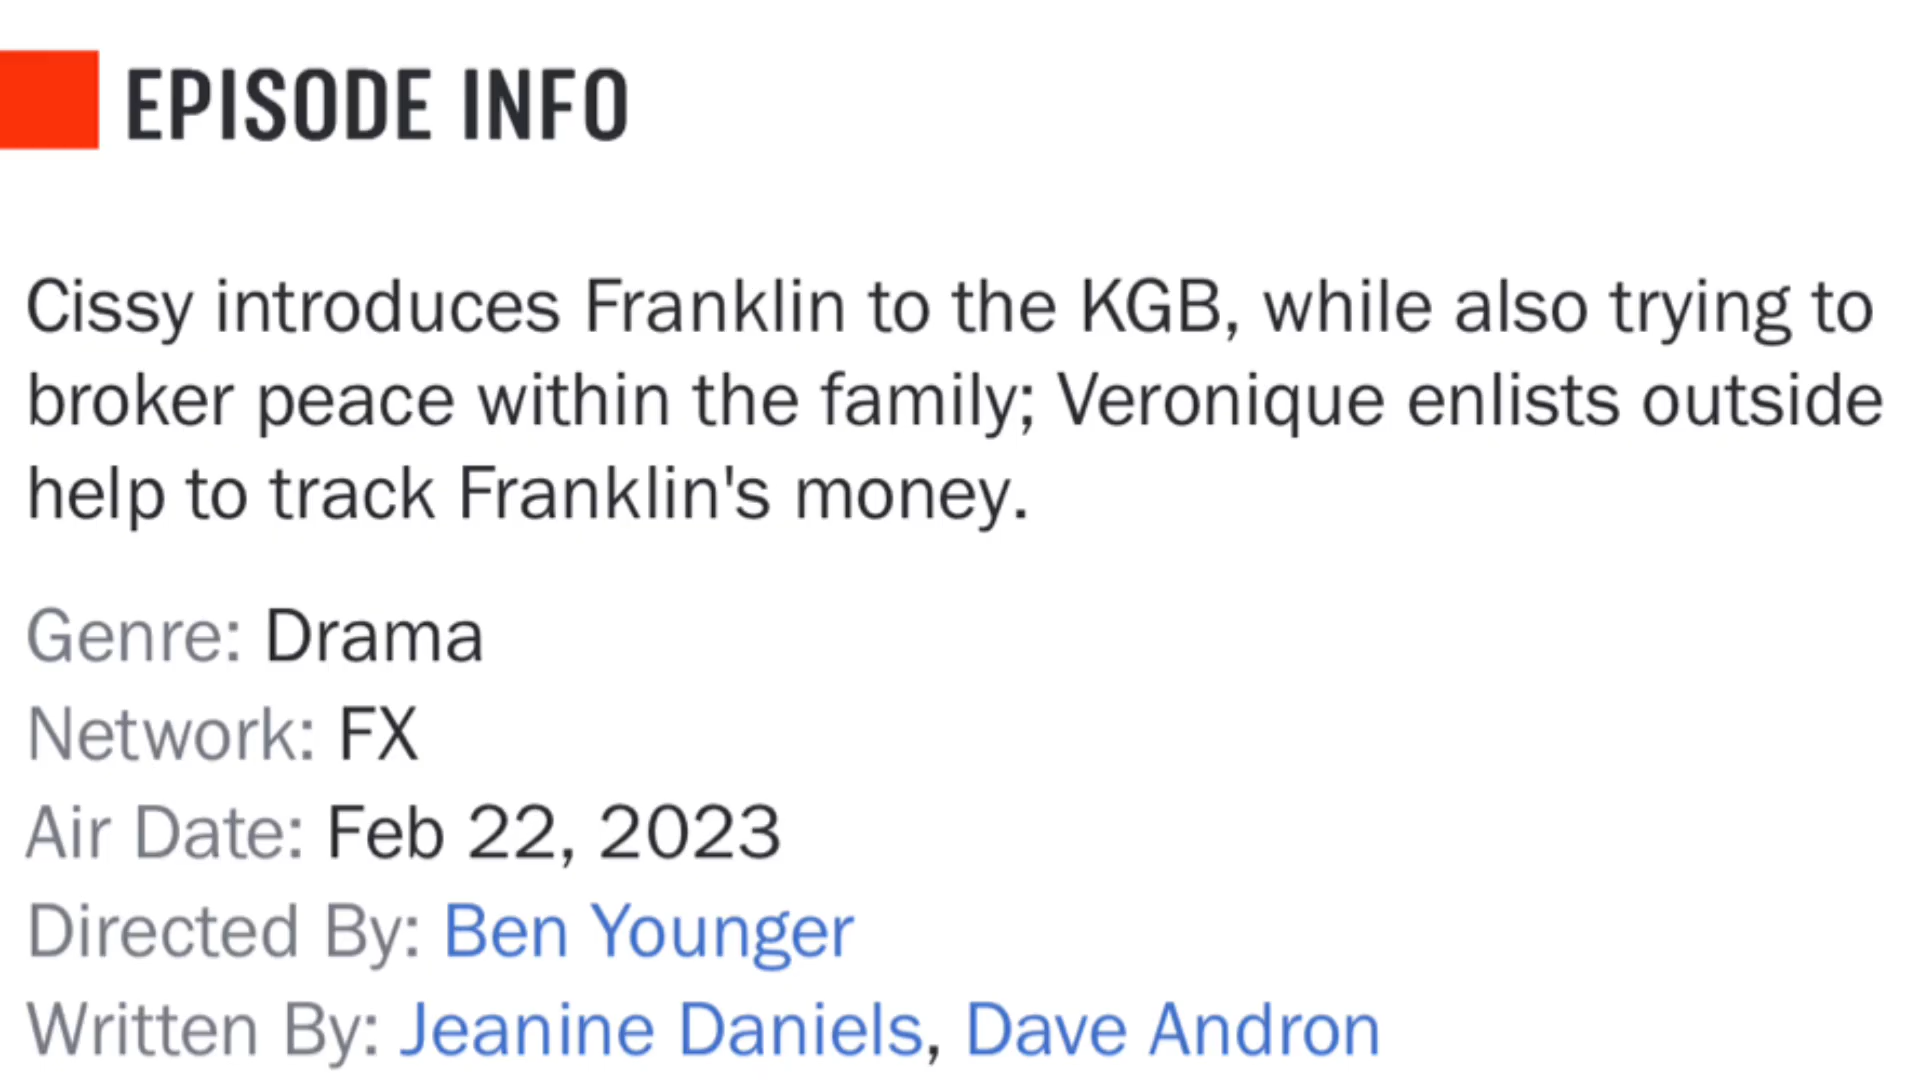 EPISODE INFO
Cissy introduces Franklin to the KGB, while also trying to
broker peace within the family; Veronique enlists outside
help to track Franklin's money.
Genre: Drama
Network: FX
Air Date: Feb 22, 2023
Directed By: Ben Younger
Written By: Jeanine Daniels, Dave Andron